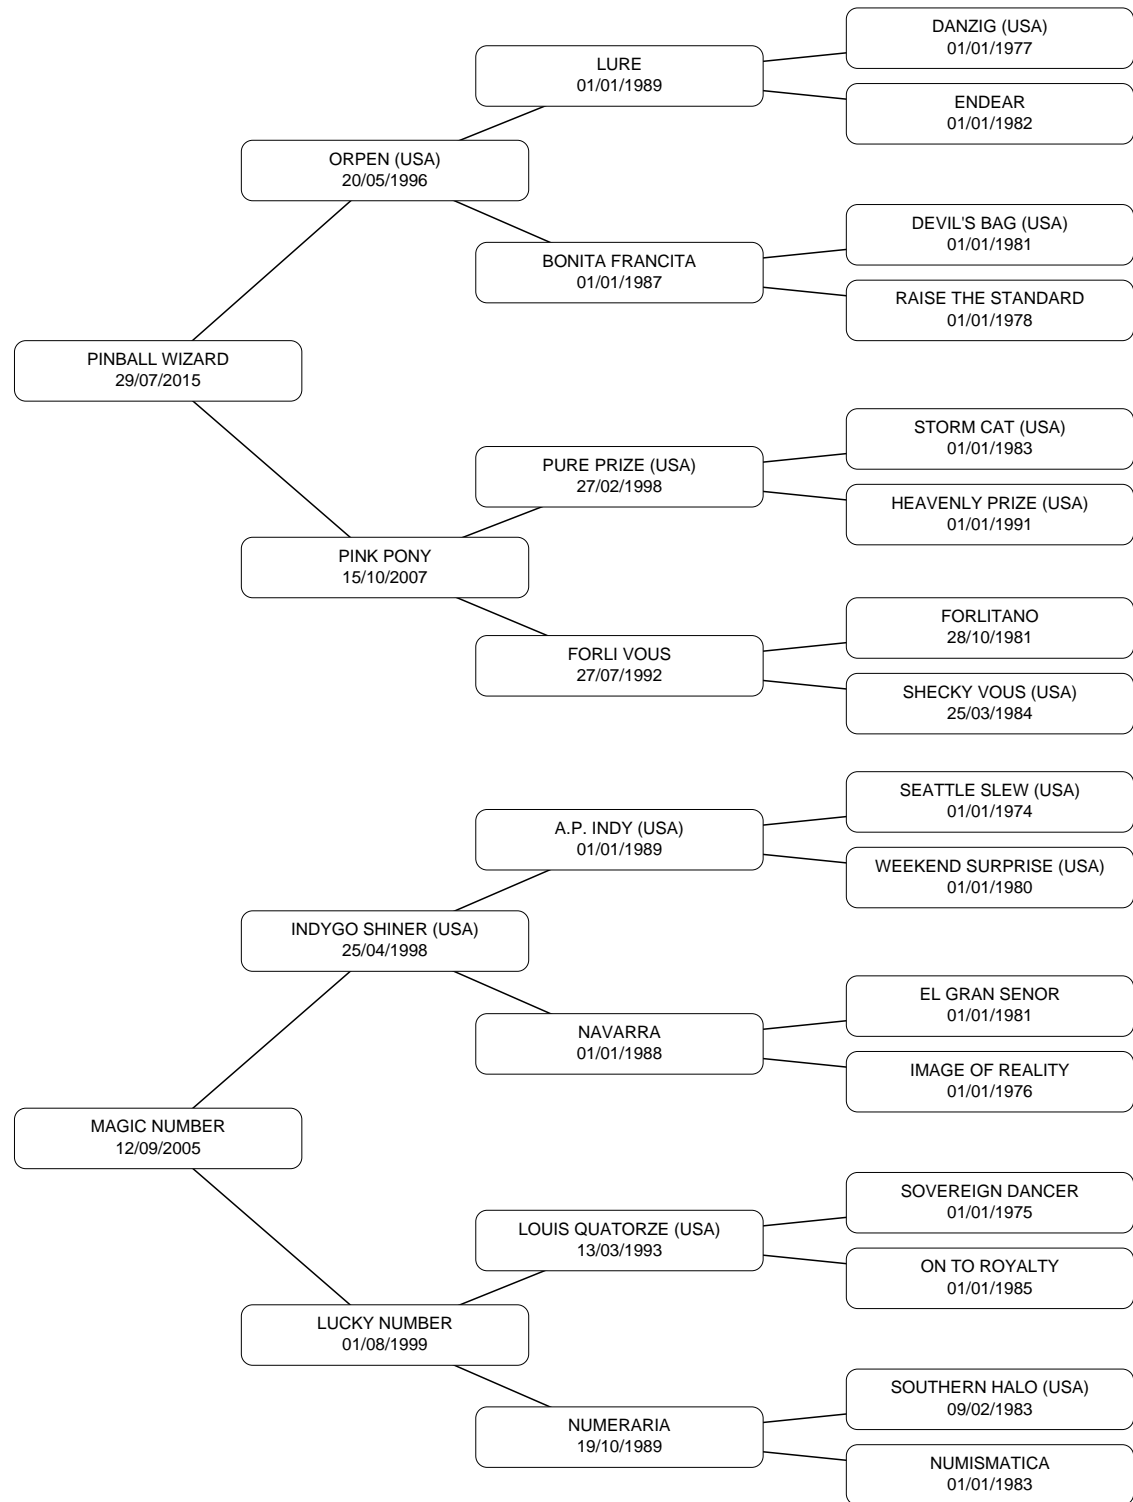 DANZIG (USA)
01/01/1977
LURE
01/01/1989
ENDEAR
01/01/1982
ORPEN (USA)
20/05/1996
DEVIL'S BAG (USA)
01/01/1981
BONITA FRANCITA
01/01/1987
RAISE THE STANDARD
01/01/1978
PINBALL WIZARD
29/07/2015
STORM CAT (USA)
01/01/1983
PURE PRIZE (USA)
27/02/1998
HEAVENLY PRIZE (USA)
01/01/1991
PINK PONY
15/10/2007
FORLITANO
28/10/1981
FORLI VOUS
27/07/1992
SHECKY VOUS (USA)
25/03/1984
SEATTLE SLEW (USA)
01/01/1974
A.P. INDY (USA)
01/01/1989
WEEKEND SURPRISE (USA)
01/01/1980
INDYGO SHINER (USA)
25/04/1998
EL GRAN SENOR
01/01/1981
NAVARRA
01/01/1988
IMAGE OF REALITY
01/01/1976
MAGIC NUMBER
12/09/2005
SOVEREIGN DANCER
01/01/1975
LOUIS QUATORZE (USA)
13/03/1993
ON TO ROYALTY
01/01/1985
LUCKY NUMBER
01/08/1999
SOUTHERN HALO (USA)
09/02/1983
NUMERARIA
19/10/1989
NUMISMATICA
01/01/1983